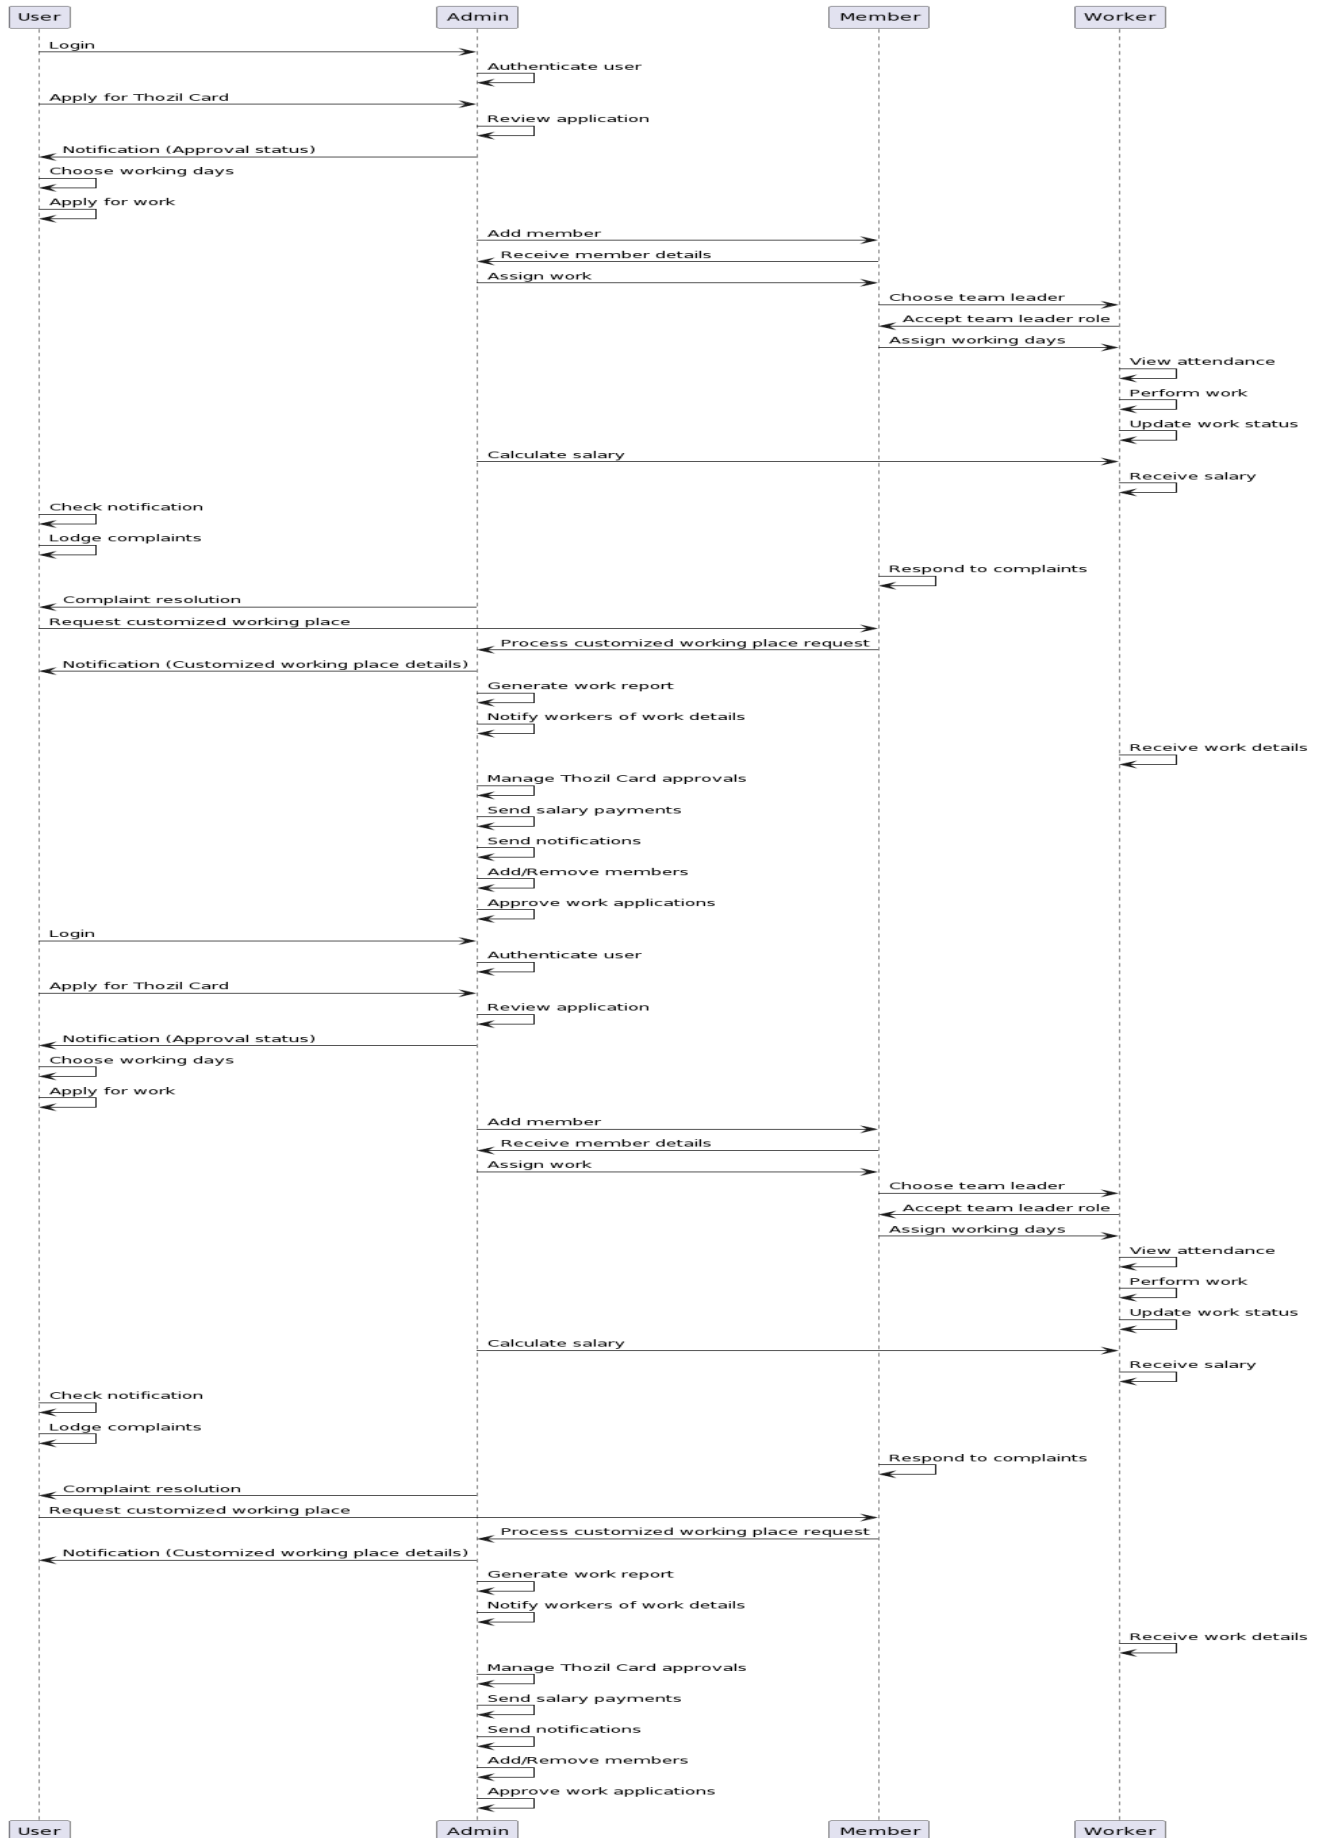 User Admin Member Worker
Login
Authenticate user
Apply for Thozil Card
Review application
Notification (Approval status)
Choose working days
Apply for work
Add member
Receive member details
Assign work
Choose team leader
Accept team leader role
Assign working days
View attendance
Perform work
Update work status
Calculate salary
Receive salary
Check notification
Lodge complaints
Respond to complaints
Complaint resolution
Request customized working place
Process customized working place request
Notification (Customized working place details)
Generate work report
Notify workers of work details
Receive work details
Manage Thozil Card approvals
Send salary payments
Send notifications
Add/Remove members
Approve work applications
Login
Authenticate user
Apply for Thozil Card
Review application
Notification (Approval status)
Choose working days
Apply for work
Add member
Receive member details
Assign work
Choose team leader
Accept team leader role
Assign working days
View attendance
Perform work
Update work status
Calculate salary
Receive salary
Check notification
Lodge complaints
Respond to complaints
Complaint resolution
Request customized working place
Process customized working place request
Notification (Customized working place details)
Generate work report
Notify workers of work details
Receive work details
Manage Thozil Card approvals
Send salary payments
Send notifications
Add/Remove members
Approve work applications
User Admin Member Worker